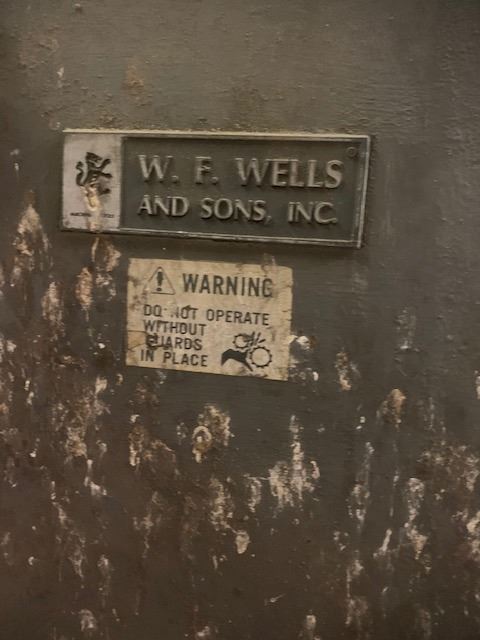 W. F. WELLS
AND SONS, INC.
WARNING
DO NOT OPERATE
WITHOUT
GUARDS
IN PLACE